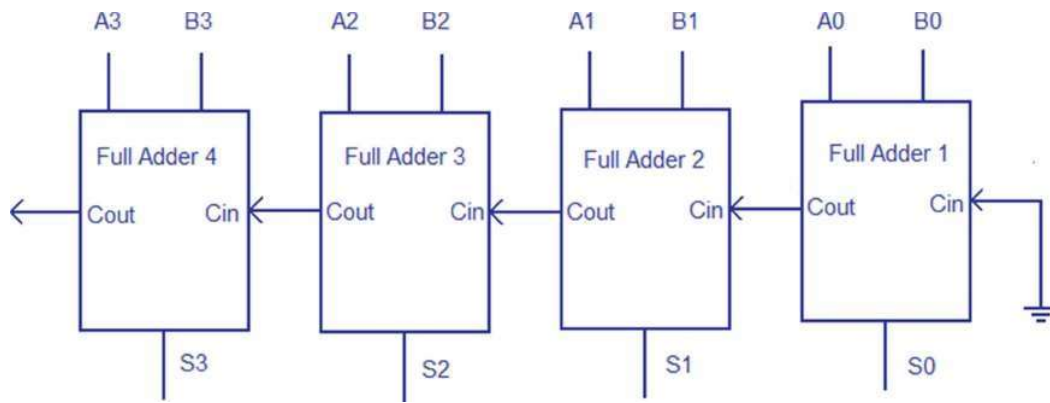 A3 B3 A2 B2 A1 B1 A0 B0
Full Adder 4 Full Adder 3 Full Adder 2 Full Adder 1
Cout Cin Cout Cin Cout Cin Cout Cin
S3 S2 S1 S0